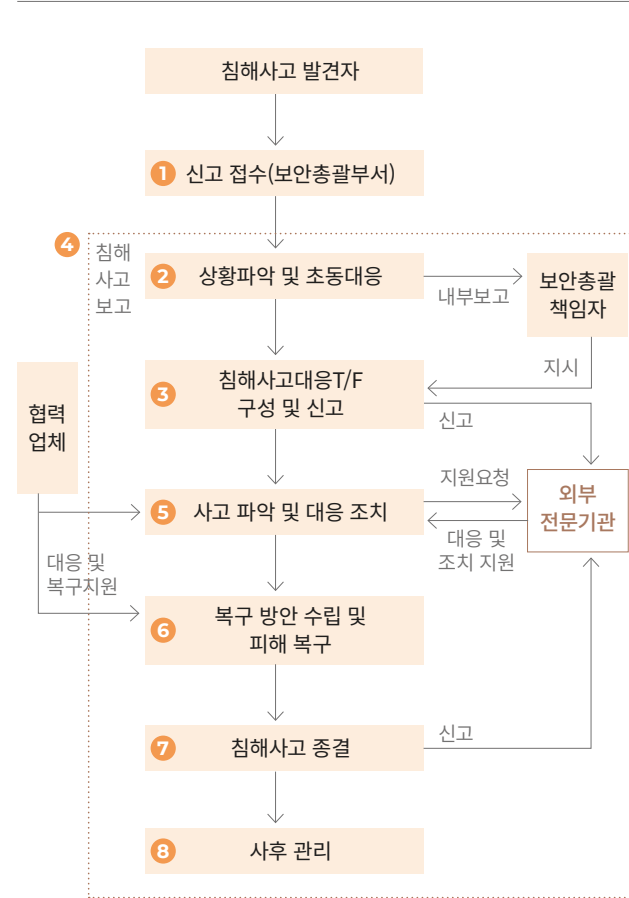 침해사고 발견자
1 신고 접수(보안총괄부서)
4 침해
사고
보고
2 상황파악 및 초동대응
내부보고
보안총괄
책임자
지시
3 침해사고대응T/F
구성 및 신고
신고
협력
업체
5 사고 파악 및 대응 조치
지원요청
대응 및
조치 지원
외부
전문기관
대응 및
복구지원
6 복구 방안 수립 및
피해 복구
7 침해사고 종결
신고
8 사후 관리